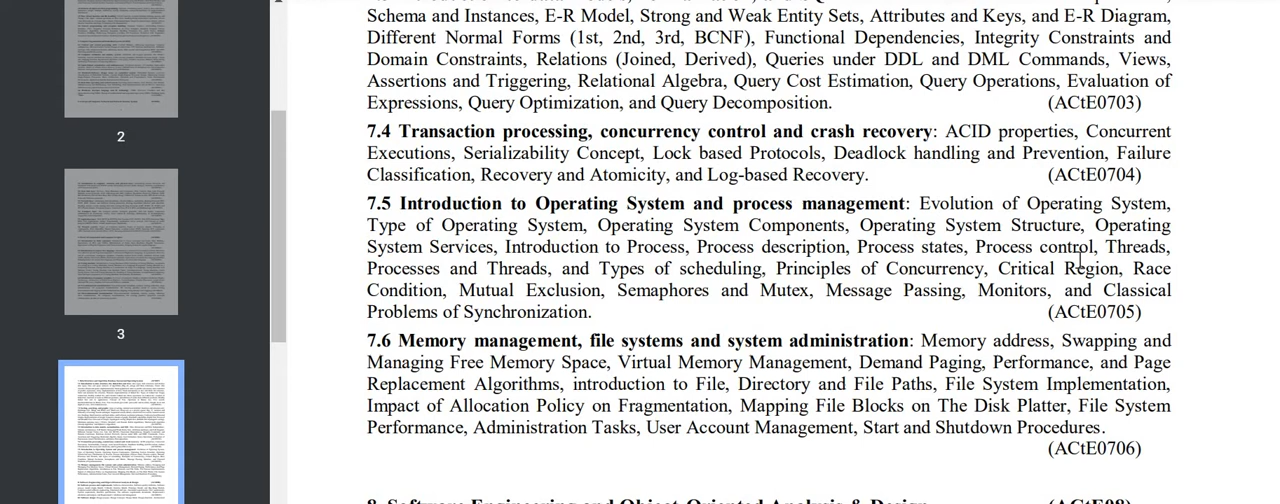 Schema and Instances, E-R Model, Strong and Weak Entity Sets, Attributes and Keys, and E-R Diagram,
Different Normal Forms (1st, 2nd, 3rd, BCNF), Functional Dependencies, Integrity Constraints and
Domain Constraints, Relations (Joined, Derived), Queries under DDL and DML Commands, Views,
Assertions and Triggering, Relational Algebra, Query Cost Estimation, Query Operations, Evaluation of
Expressions, Query Optimization, and Query Decomposition. (ACtE0703)
7.4 Transaction processing, concurrency control and crash recovery: ACID properties, Concurrent
Executions, Serializability Concept, Lock based Protocols, Deadlock handling and Prevention, Failure
Classification, Recovery and Atomicity, and Log-based Recovery. (ACtE0704)
7.5 Introduction to Operating System and process management: Evolution of Operating System,
Type of Operating System, Operating System Components, Operating System Structure, Operating
System Services, Introduction to Process, Process description, Process states, Process control, Threads,
Processes and Threads, and Types of scheduling, Principles of Concurrency, Critical Region, Race
Condition, Mutual Exclusion, Semaphores and Mutex, Message Passing, Monitors, and Classical
Problems of Synchronization. (ACtE0705)
7.6 Memory management, file systems and system administration: Memory address, Swapping and
Managing Free Memory Space, Virtual Memory Management, Demand Paging, Performance, and Page
Replacement Algorithms, introduction to File, Directory and File Paths, File System Implementation,
Impact of Allocation Policy on Fragmentation, Mapping File Blocks on The Disk Platter, File System
Performance, Administration Tasks, User Account Management, Start and Shutdown Procedures.
(ACtE0706)
8. Software Engineering and Object-Oriented Analysis & Design (ACtE08)
2
3